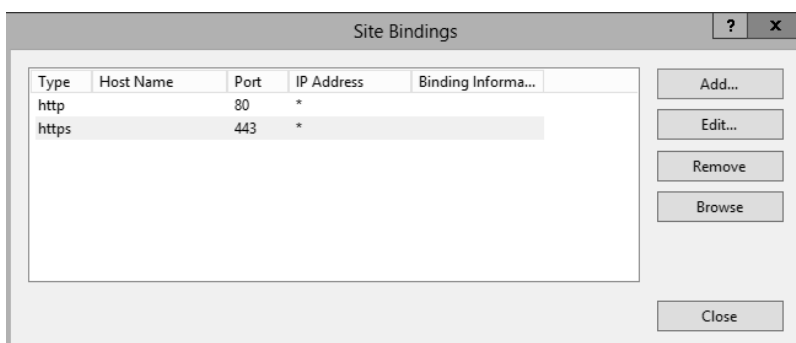 Site Bindings ? x
Type Host Name Port IP Address Binding Informa...
http 80 *
https 443 *
Add...
Edit...
Remove
Browse
Close